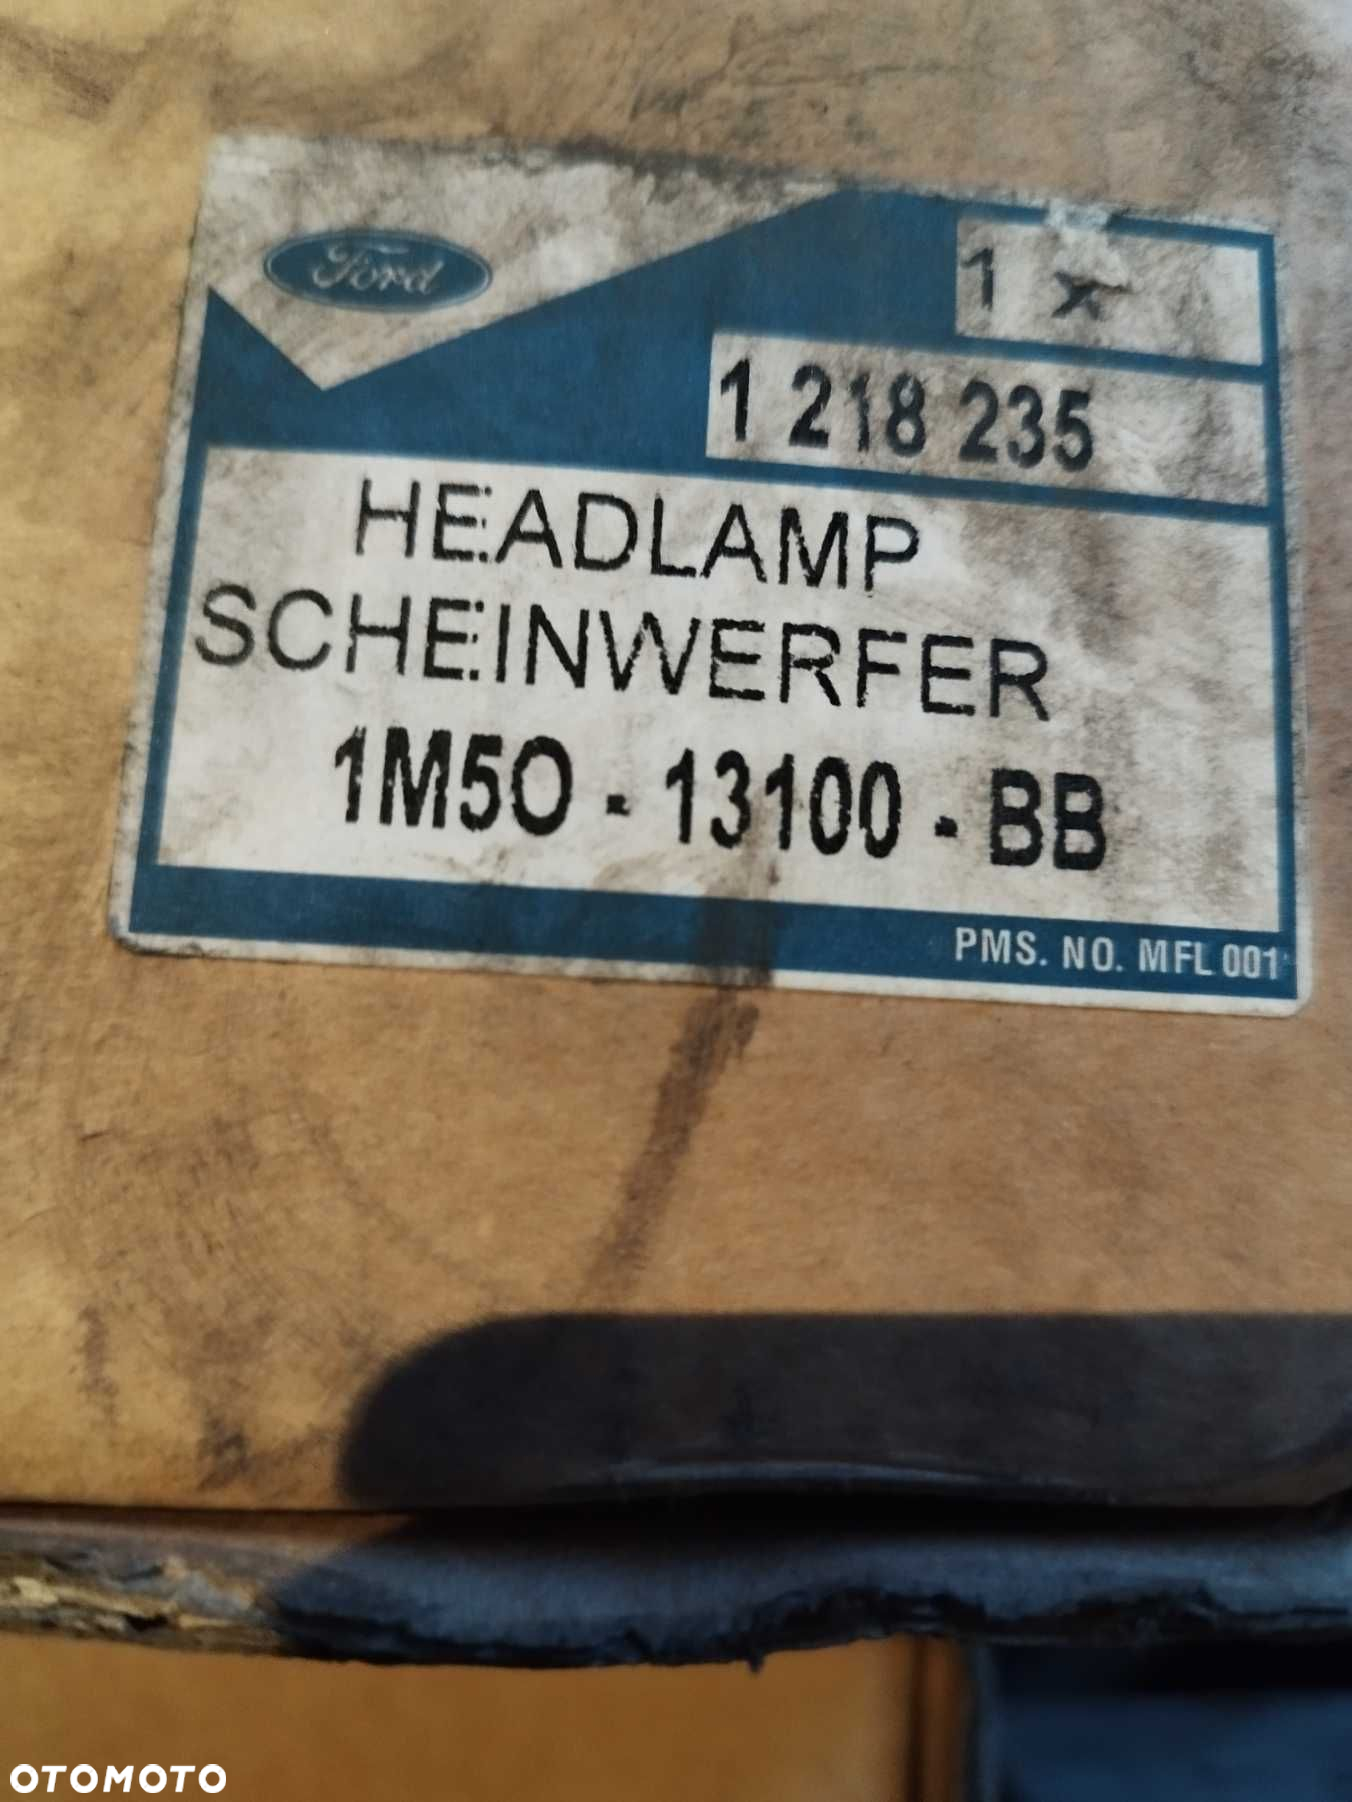 Ford
1 x
1 218 235
HEADLAMP
SCHEINWERFER
1M5O - 13100 - BB
PMS. NO. MFL 001
OTOMOTO